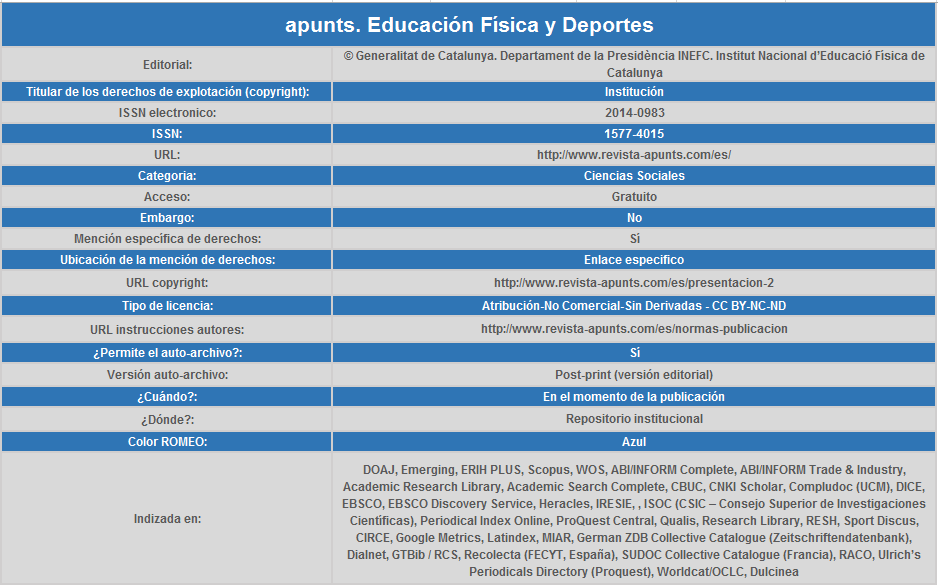 apunts. Educación Física y Deportes
Editorial:
© Generalitat de Catalunya. Departament de la Presidència INEFC. Institut Nacional d'Educació Física de
Catalunya
Titular de los derechos de explotación (copyright):
Institución
ISSN electronico:
2014-0983
ISSN:
1577-4015
URL:
http://www.revista-apunts.com/es/
Categoria:
Ciencias Sociales
Acceso:
Gratuito
Embargo:
No
Mención específica de derechos:
Sí
Ubicación de la mención de derechos:
Enlace especifico
URL copyright:
http://www.revista-apunts.com/es/presentacion-2
Tipo de licencia:
Atribución-No Comercial-Sin Derivadas - CC BY-NC-ND
URL instrucciones autores:
http://www.revista-apunts.com/es/normas-publicacion
¿Permite el auto-archivo?:
Sí
Versión auto-archivo:
Post-print (versión editorial)
¿Cuándo?:
En el momento de la publicación
¿Dónde?:
Repositorio institucional
Color ROMEO:
Azul
Indizada en:
DOAJ, Emerging, ERIH PLUS, Scopus, WOS, ABI/INFORM Complete, ABI/INFORM Trade & Industry,
Academic Research Library, Academic Search Complete, CBUC, CNKI Scholar, Compludoc (UCM), DICE,
EBSCO, EBSCO Discovery Service, Heracles, IRESIE, , ISOC (CSIC – Consejo Superior de Investigaciones
Científicas), Periodical Index Online, ProQuest Central, Qualis, Research Library, RESH, Sport Discus,
CIRCE, Google Metrics, Latindex, MIAR, German ZDB Collective Catalogue (Zeitschriftendatenbank),
Dialnet, GTBib / RCS, Recolecta (FECYT, España), SUDOC Collective Catalogue (Francia), RACO, Ulrich's
Periodicals Directory (Proquest), Worldcat/OCLC, Dulcinea